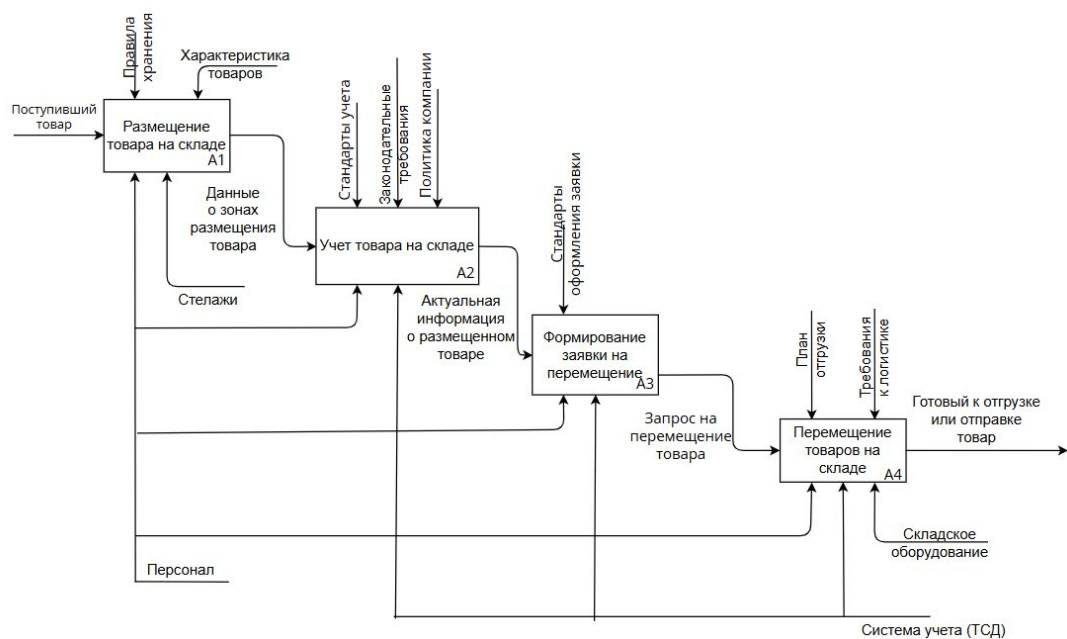 Правила
хранения
Характеристика
товаров
Поступивший
товар
Размещение
товара на складе
A1
Стандарты учета
Законодательные
требования
Политика компании
Данные
о зонах
размещения
товара
Учет товара на складе
A2
Стелажи
Стандарты
оформления заявки
Актуальная
информация
о размещенном
товаре
Формирование
заявки на
перемещение
A3
План
отгрузки
Требования
к логистике
Запрос на
перемещение
товара
Готовый к отгрузке
или отправке
товар
Перемещение
товаров на
складе
A4
Складское
оборудование
Персонал
Система учета (ТСД)